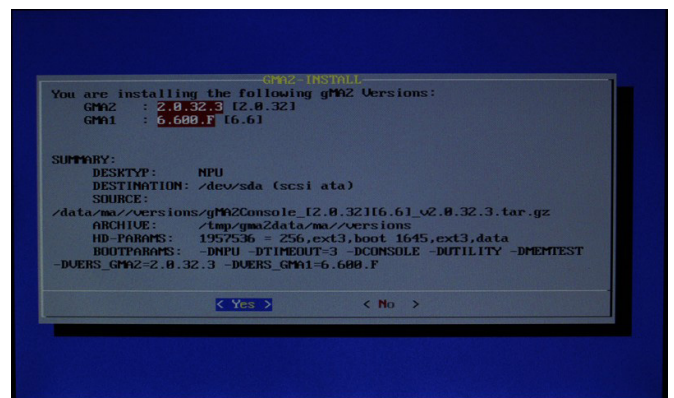 GMA2-INSTALL
You are installing the following gMA2 Versions:
GMA2 : 2.0.32.3 [2.0.32]
GMA1 : 6.600.F [6.6]
SUMMARY:
DESKTYP: NPU
DESTINATION: /dev/sda (scsi ata)
SOURCE:
/data/ma//versions/gMA2Console_[2.0.32][6.6]_v2.0.32.3.tar.gz
ARCHIVE: /tmp/gma2data/ma//versions
HD-PARAMS: 1957536 = 256,ext3,boot 1645,ext3,data
BOOTPARAMS: -DNPU -DTIMEOUT=3 -DCONSOLE -DUTILITY -DMEMTEST
-DVERS_GMA2=2.0.32.3 -DVERS_GMA1=6.600.F
< Yes > < No >